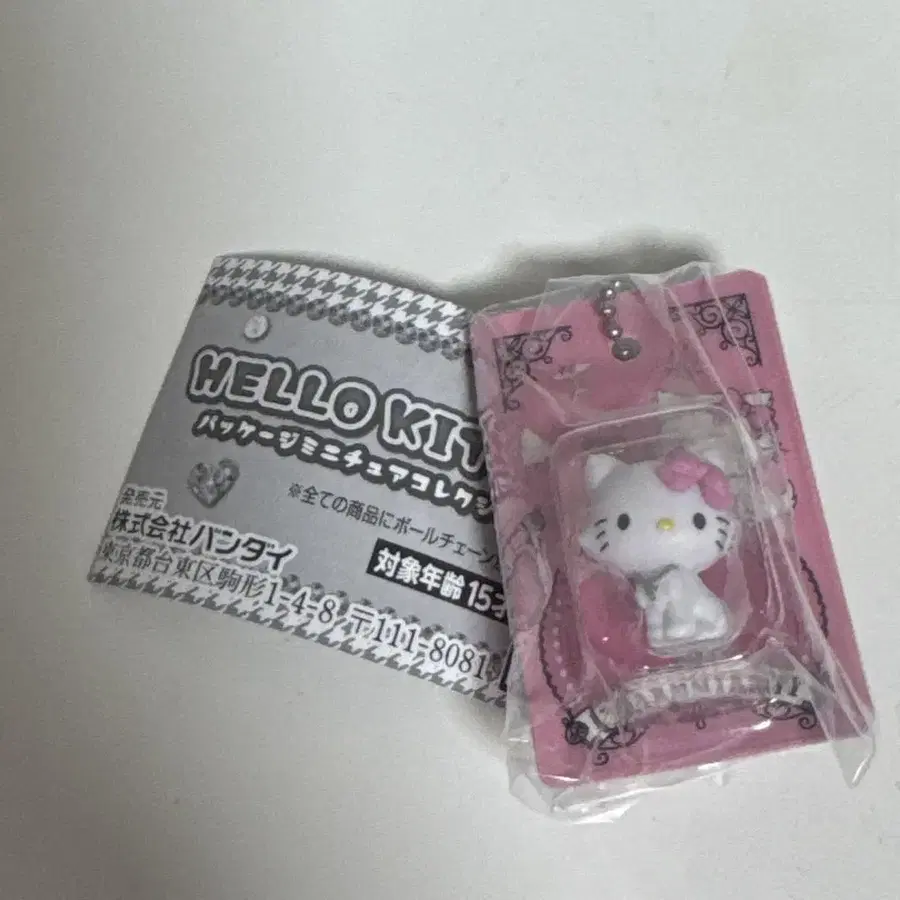 HELLO KIT
パッケージミニチュアコレク
※全ての商品にボールチェーン
対象年齢15才
発売元
株式会社バンダイ
東京都台東区駒形1-4-8 〒111-8081